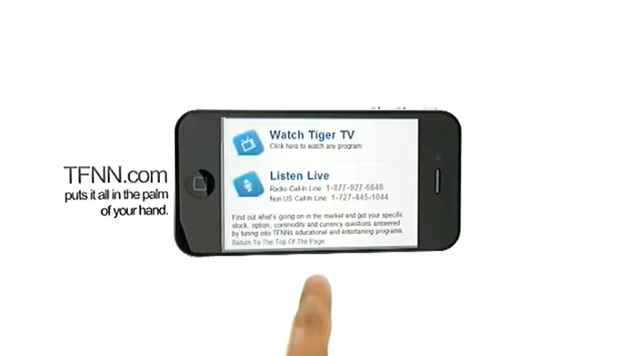 TFNN.com
puts it all in the palm
of your hand.
Watch Tiger TV
Click here to watch any program
Listen Live
Radio Call-In Line: 1-877-927-6648
Non US Call-In Line: 1-727-445-1044
Find out what's going on in the market and get your specific
stock, option, commodity and currency questions answered
by tuning into TFNNs educational and entertaining programs.
Return To The Top Of The Page